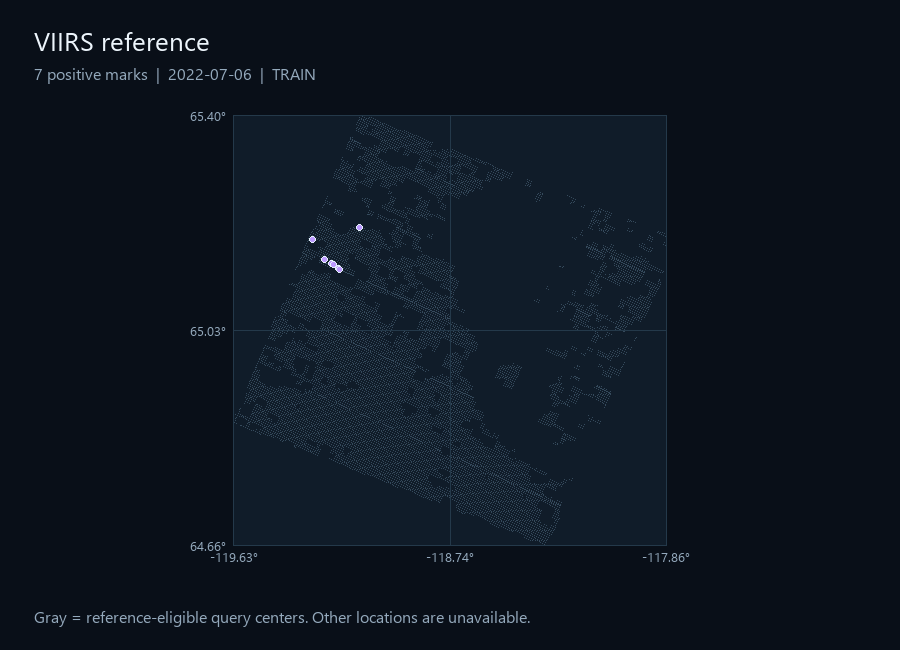 VIIRS reference
7 positive marks | 2022-07-06 | TRAIN
65.40°
65.03°
64.66°
-119.63°
-118.74°
-117.86°
Gray = reference-eligible query centers. Other locations are unavailable.